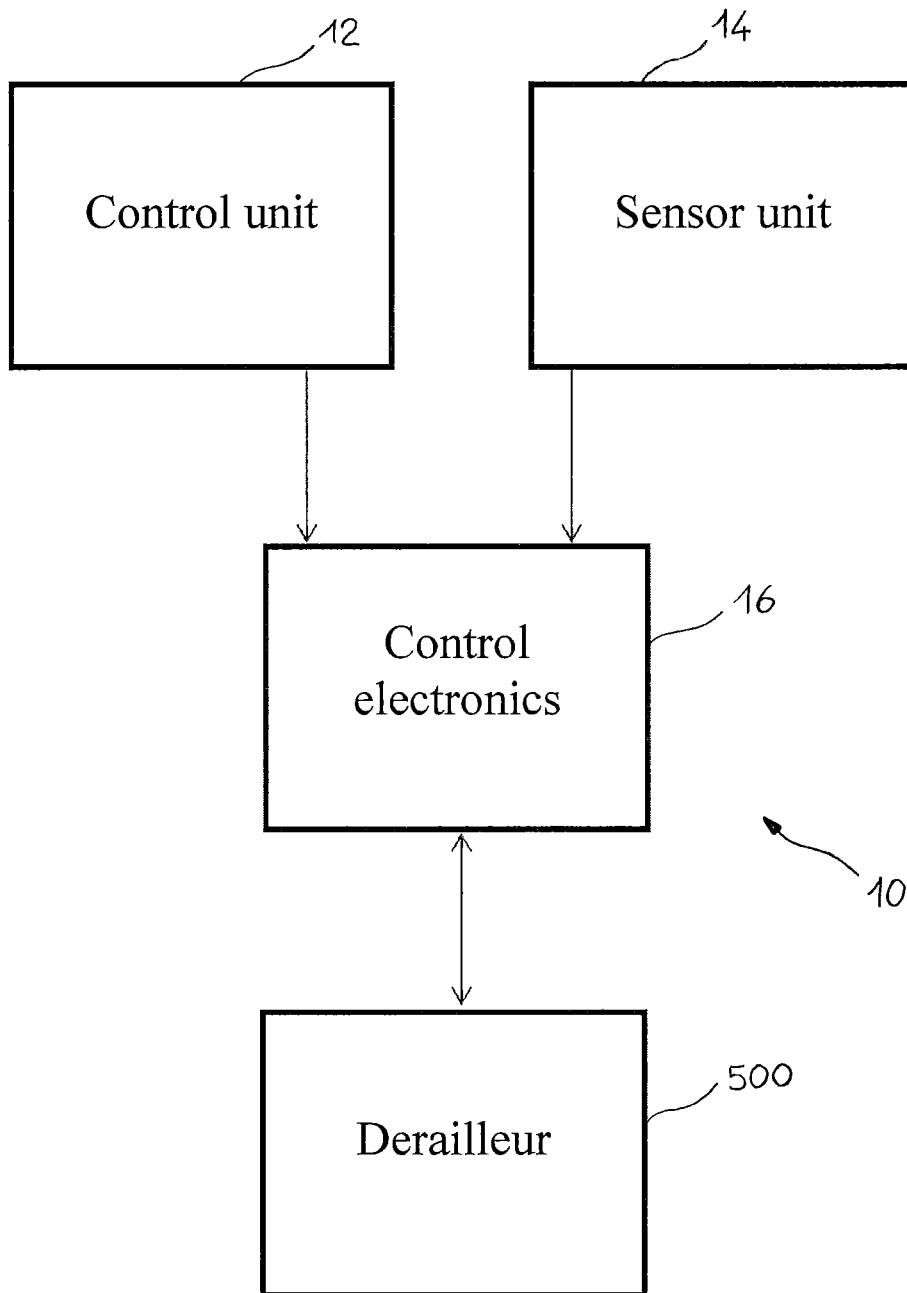 12
14
Control unit
Sensor unit
16
Control
electronics
10
500
Derailleur